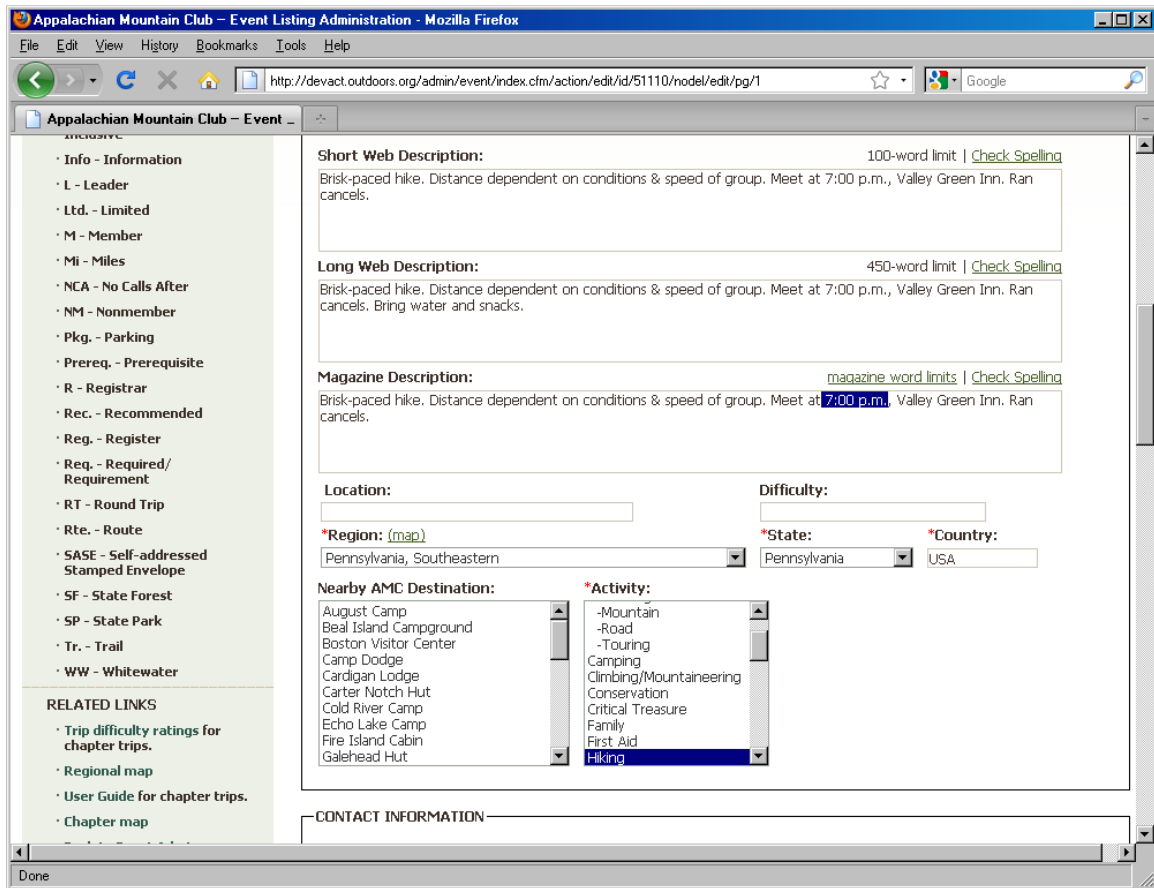 Appalachian Mountain Club – Event Listing Administration - Mozilla Firefox
File Edit View History Bookmarks Tools Help
http://devact.outdoors.org/admin/event/index.cfm/action/edit/id/51110/nodel/edit/pg/1
Google
Appalachian Mountain Club – Event ...
Inclusive
· Info - Information
· L - Leader
· Ltd. - Limited
· M - Member
· Mi - Miles
· NCA - No Calls After
· NM - Nonmember
· Pkg. - Parking
· Prereq. - Prerequisite
· R - Registrar
· Rec. - Recommended
· Reg. - Register
· Req. - Required/
Requirement
· RT - Round Trip
· Rte. - Route
· SASE - Self-addressed
Stamped Envelope
· SF - State Forest
· SP - State Park
· Tr. - Trail
· WW - Whitewater
RELATED LINKS
· Trip difficulty ratings for
chapter trips.
· Regional map
· User Guide for chapter trips.
· Chapter map
Short Web Description: 100-word limit | Check Spelling
Brisk-paced hike. Distance dependent on conditions & speed of group. Meet at 7:00 p.m., Valley Green Inn. Ran
cancels.
Long Web Description: 450-word limit | Check Spelling
Brisk-paced hike. Distance dependent on conditions & speed of group. Meet at 7:00 p.m., Valley Green Inn. Ran
cancels. Bring water and snacks.
Magazine Description: magazine word limits | Check Spelling
Brisk-paced hike. Distance dependent on conditions & speed of group. Meet at 7:00 p.m., Valley Green Inn. Ran
cancels.
Location: Difficulty:
*Region: (map) *State: *Country:
Pennsylvania, Southeastern Pennsylvania USA
Nearby AMC Destination:
August Camp
Beal Island Campground
Boston Visitor Center
Camp Dodge
Cardigan Lodge
Carter Notch Hut
Cold River Camp
Echo Lake Camp
Fire Island Cabin
Galehead Hut
*Activity:
-Mountain
-Road
-Touring
Camping
Climbing/Mountaineering
Conservation
Critical Treasure
Family
First Aid
Hiking
CONTACT INFORMATION
Done